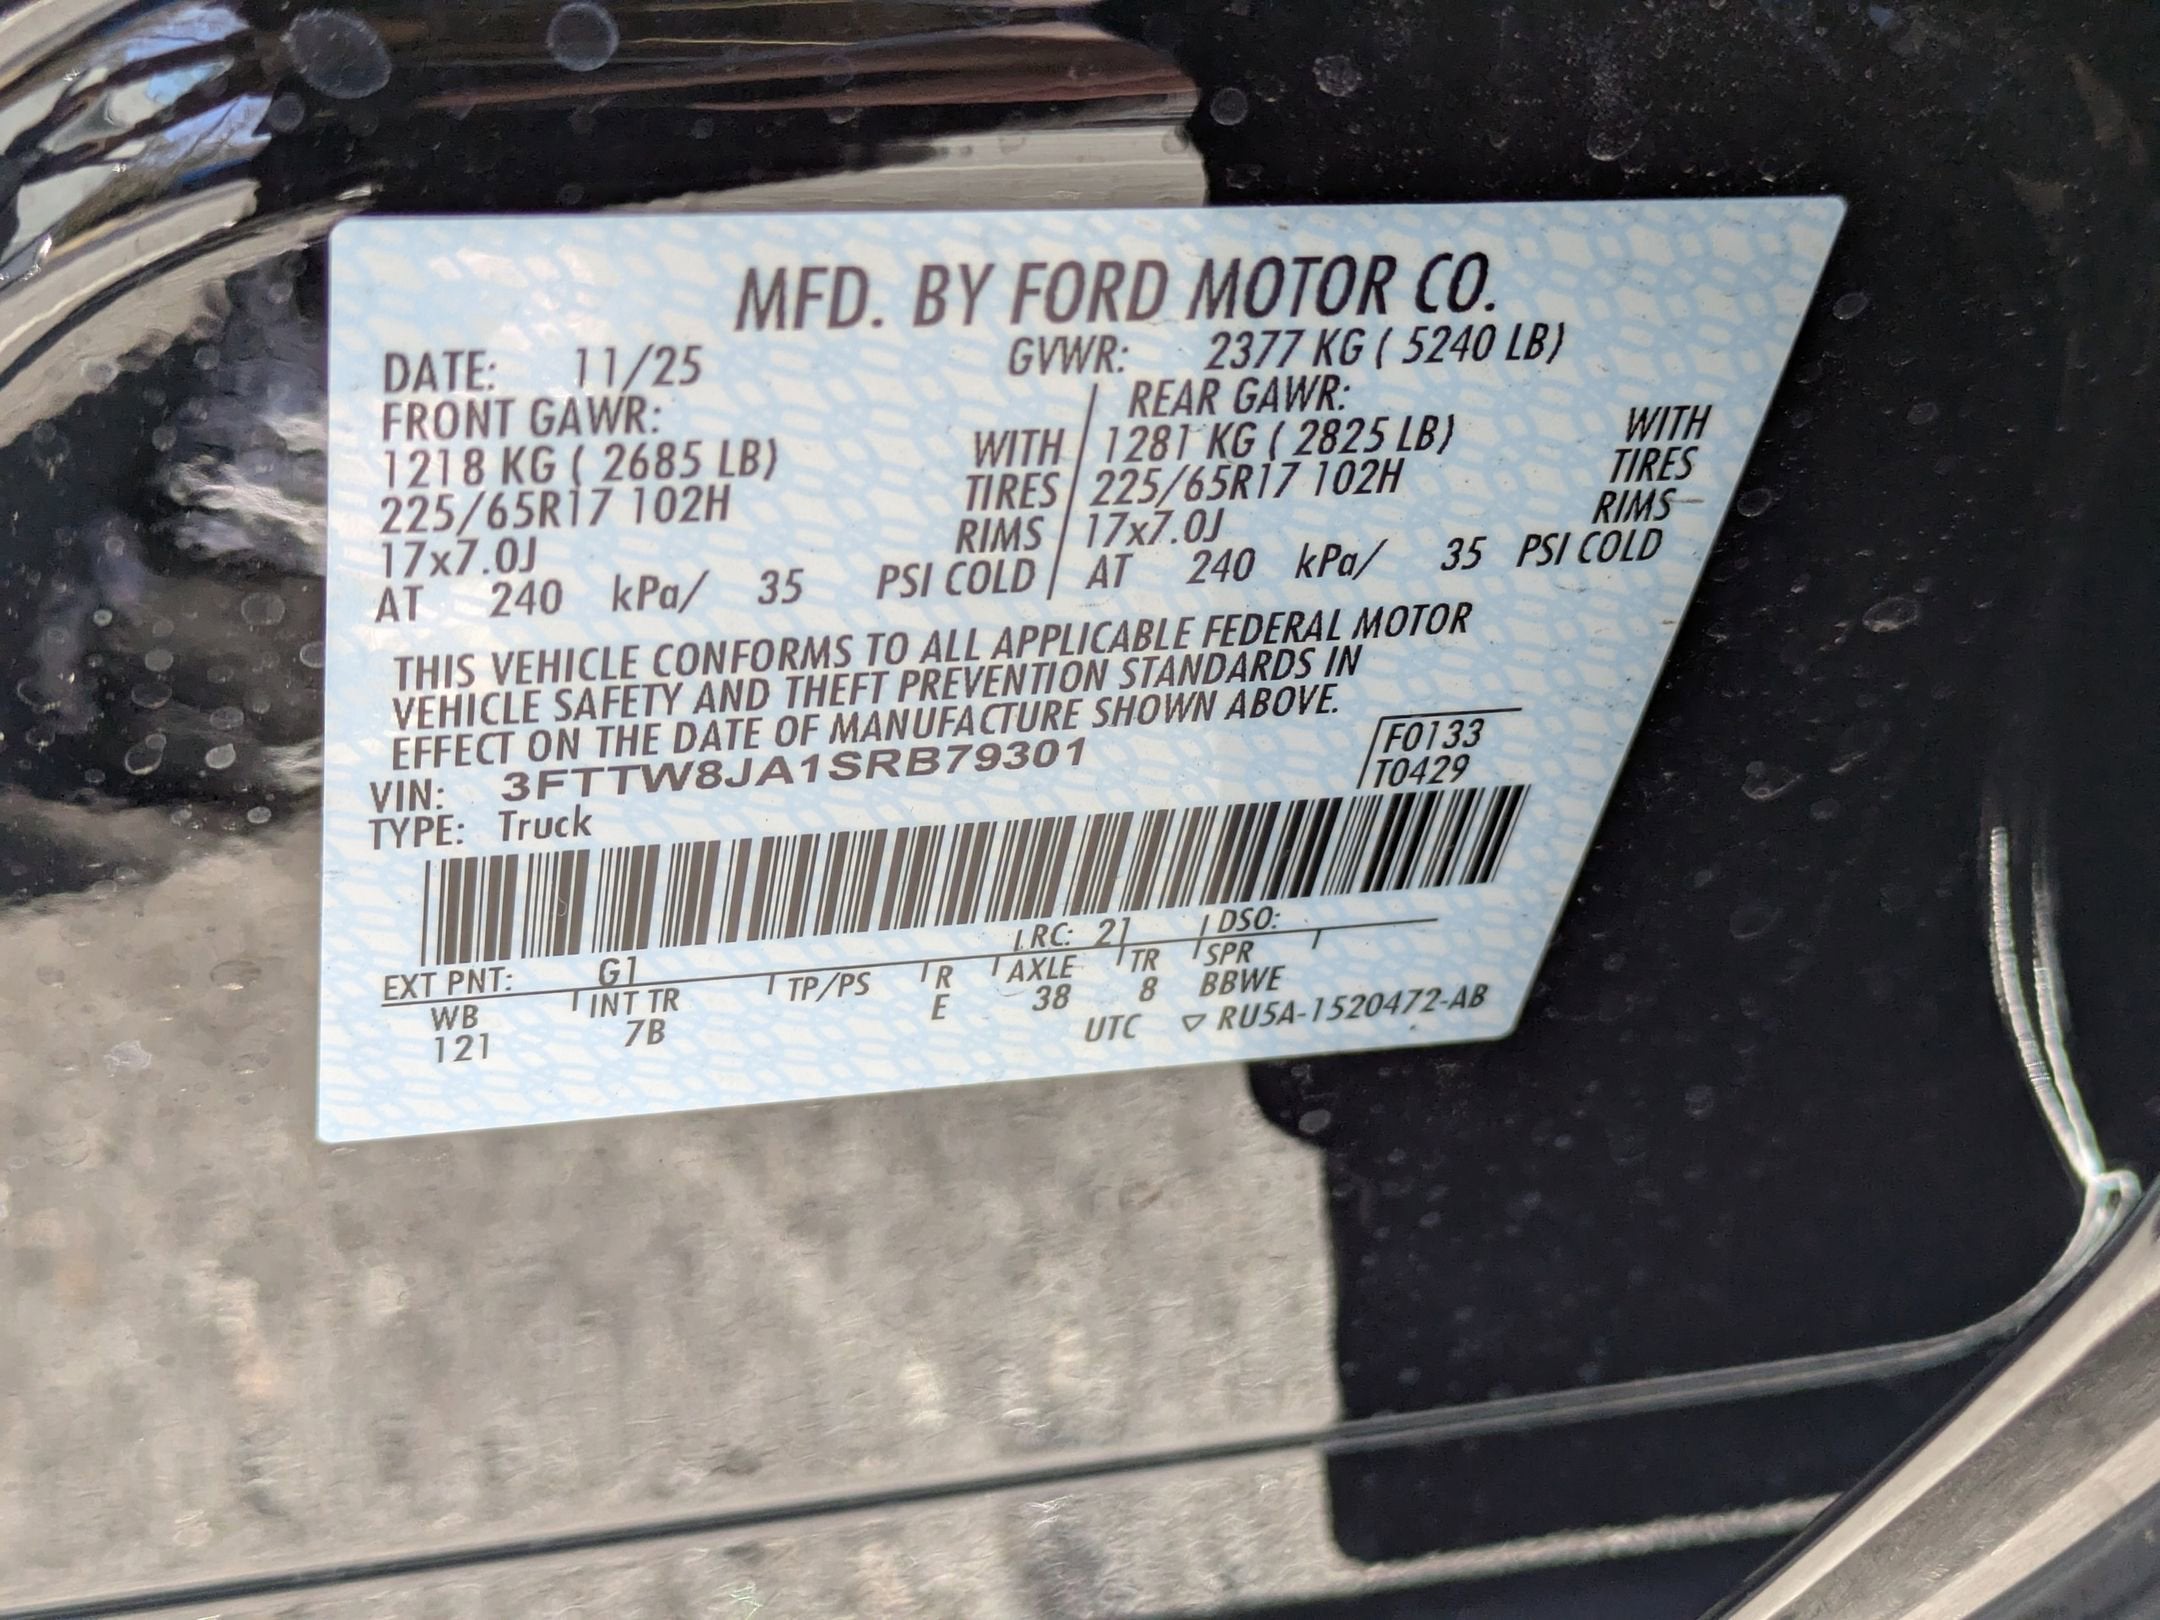 MFD. BY FORD MOTOR CO.
DATE: 11/25 GVWR: 2377 KG ( 5240 LB)
FRONT GAWR: REAR GAWR:
1218 KG ( 2685 LB) WITH 1281 KG ( 2825 LB) WITH
225/65R17 102H TIRES 225/65R17 102H TIRES
17x7.0J RIMS 17x7.0J RIMS
AT 240 kPa/ 35 PSI COLD AT 240 kPa/ 35 PSI COLD
THIS VEHICLE CONFORMS TO ALL APPLICABLE FEDERAL MOTOR
VEHICLE SAFETY AND THEFT PREVENTION STANDARDS IN
EFFECT ON THE DATE OF MANUFACTURE SHOWN ABOVE.
VIN: 3FTTW8JA1SRB79301 F0133
TYPE: Truck T0429
EXT PNT: G1 RC: 21 DSO:
WB INT TR TP/PS R AXLE TR SPR
121 7B E 38 8 BBWE
UTC ▽ RU5A-1520472-AB